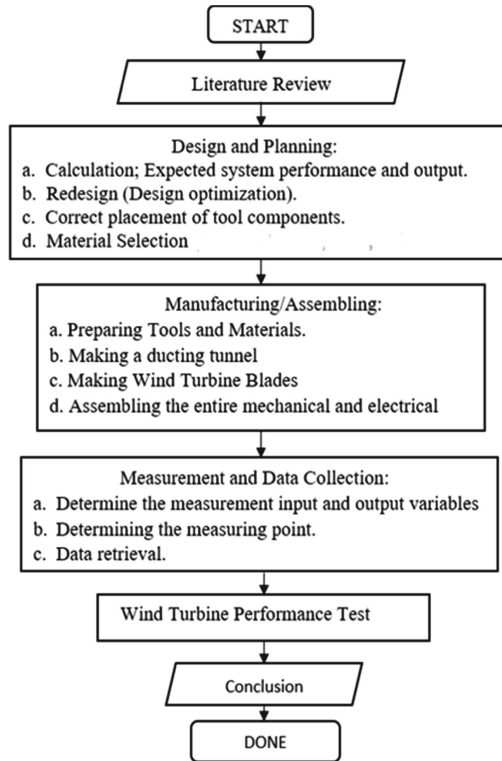 START
Literature Review
Design and Planning:
a. Calculation; Expected system performance and output.
b. Redesign (Design optimization).
c. Correct placement of tool components.
d. Material Selection
Manufacturing/Assembling:
a. Preparing Tools and Materials.
b. Making a ducting tunnel
c. Making Wind Turbine Blades
d. Assembling the entire mechanical and electrical
Measurement and Data Collection:
a. Determine the measurement input and output variables
b. Determining the measuring point.
c. Data retrieval.
Wind Turbine Performance Test
Conclusion
DONE